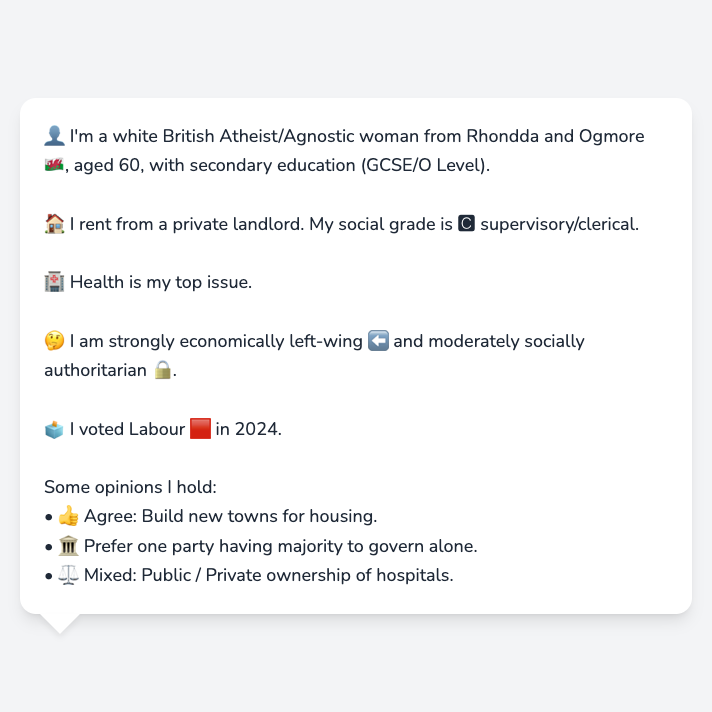 👤 I'm a white British Atheist/Agnostic woman from Rhondda and Ogmore
🏴󠁧󠁢󠁷󠁬󠁳󠁿, aged 60, with secondary education (GCSE/O Level).
🏠 I rent from a private landlord. My social grade is 🅲 supervisory/clerical.
🏥 Health is my top issue.
🤔 I am strongly economically left-wing ⬅️ and moderately socially
authoritarian 🔒.
🗳️ I voted Labour 🟥 in 2024.
Some opinions I hold:
• 👍 Agree: Build new towns for housing.
• 🏛️ Prefer one party having majority to govern alone.
• ⚖️ Mixed: Public / Private ownership of hospitals.